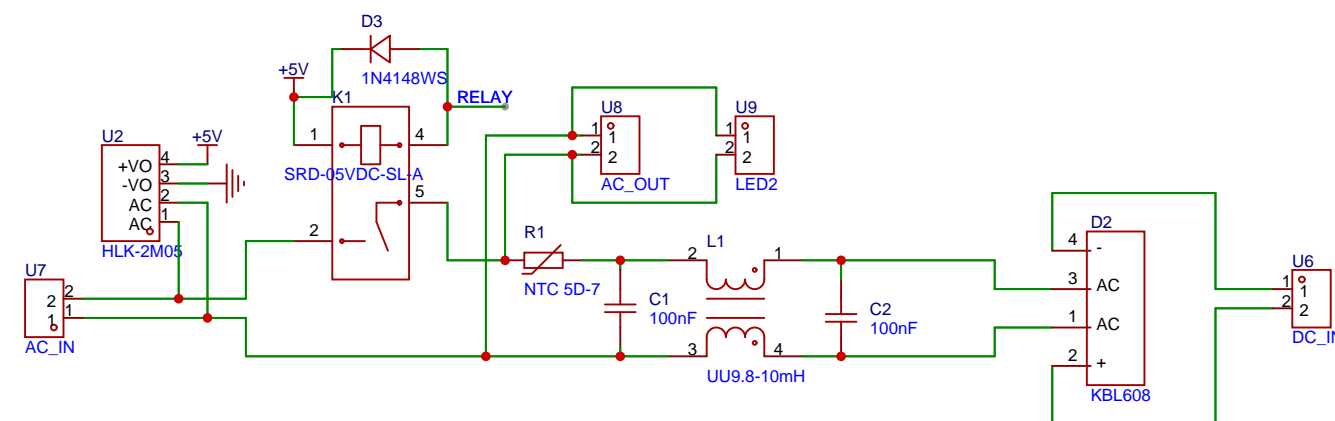 D3
1N4148WS
+5V
K1
RELAY
1
4
SRD-05VDC-SL-A
5
2
U2
+5V
+VO
4
-VO
3
AC
2
AC
1
HLK-2M05
U7
2
2
1
1
AC_IN
U8
1
1
2
2
AC_OUT
U9
1
1
2
2
LED2
R1
NTC 5D-7
C1
100nF
L1
2
1
3
4
UU9.8-10mH
C2
100nF
D2
4
-
3
AC
1
AC
2
+
KBL608
U6
1
1
2
2
DC_IN